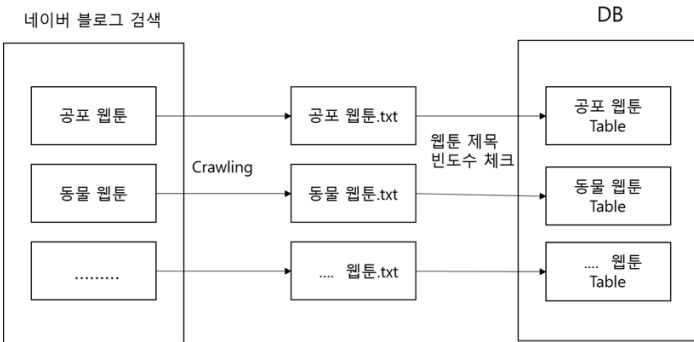 네이버 블로그 검색
DB
공포 웹툰
공포 웹툰.txt
공포 웹툰
Table
Crawling
웹툰 제목
빈도수 체크
동물 웹툰
동물 웹툰.txt
동물 웹툰
Table
.........
.... 웹툰.txt
.... 웹툰
Table